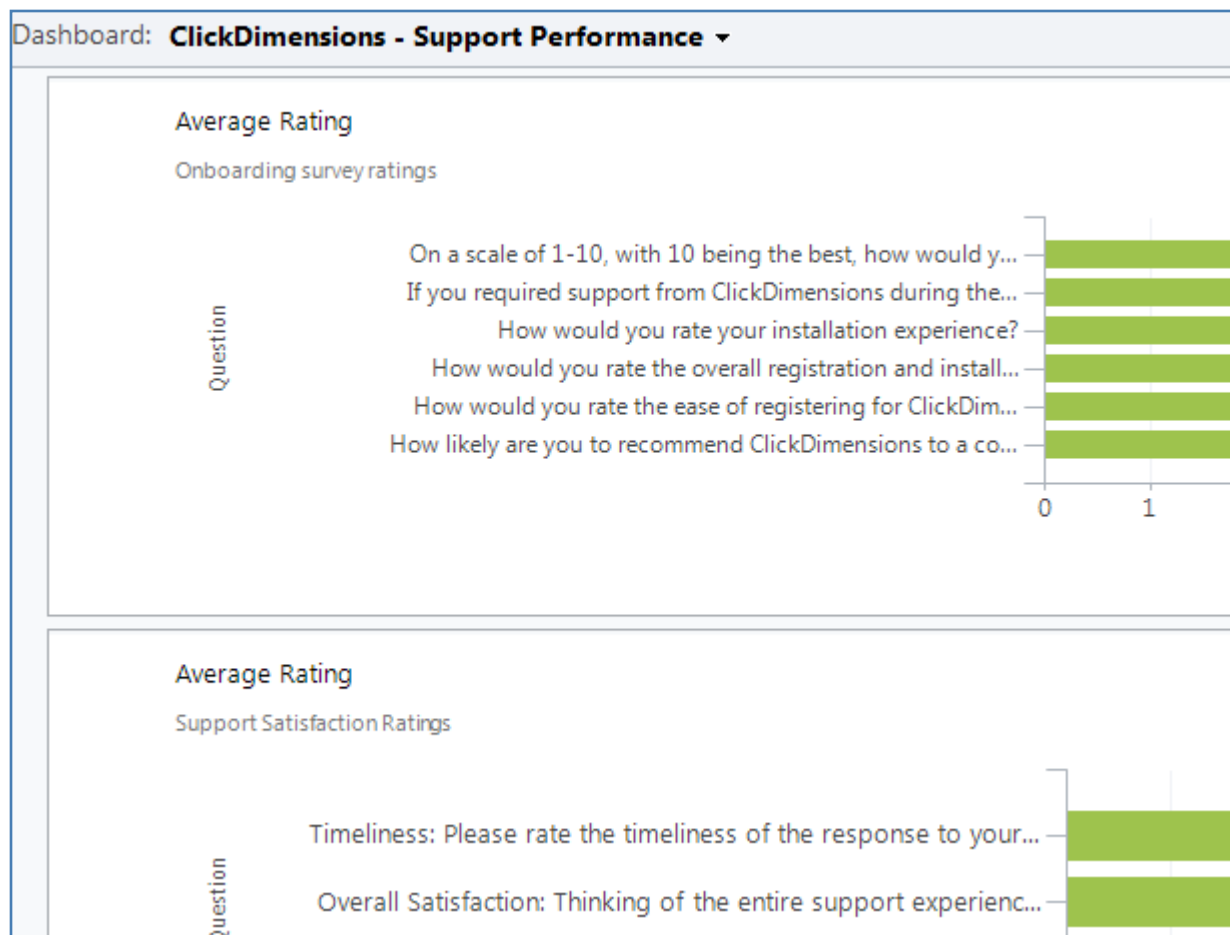 Dashboard: ClickDimensions - Support Performance
Average Rating
Onboarding survey ratings
Question
On a scale of 1-10, with 10 being the best, how would y...
If you required support from ClickDimensions during the...
How would you rate your installation experience?
How would you rate the overall registration and install...
How would you rate the ease of registering for ClickDim...
How likely are you to recommend ClickDimensions to a co...
0 1
Average Rating
Support Satisfaction Ratings
Question
Timeliness: Please rate the timeliness of the response to your...
Overall Satisfaction: Thinking of the entire support experienc...